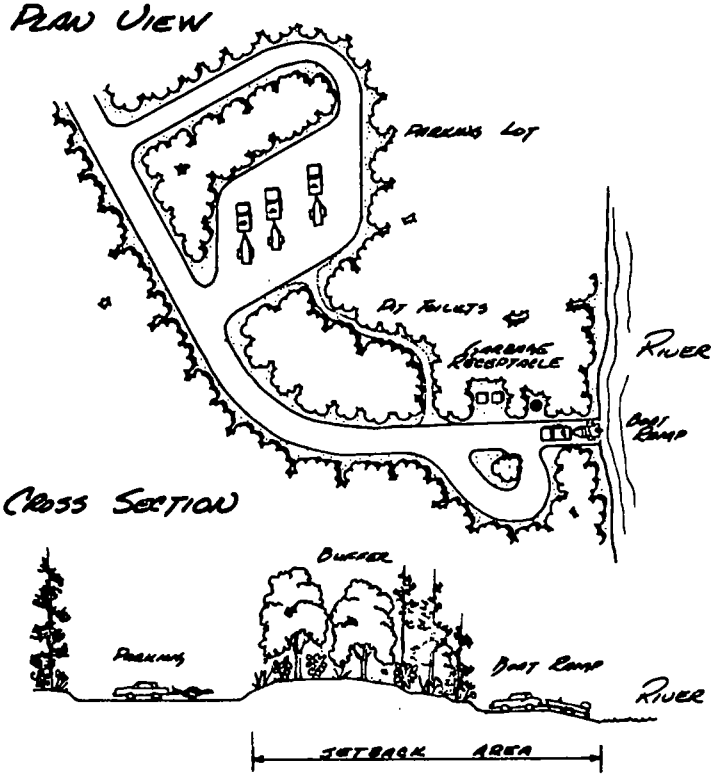 PLAN VIEW
PARKING LOT
PIT TOILETS
GARBAGE
RECEPTACLE
RIVER
BOAT
RAMP
CROSS SECTION
BUFFER
PARKING
BOAT RAMP
RIVER
SETBACK AREA